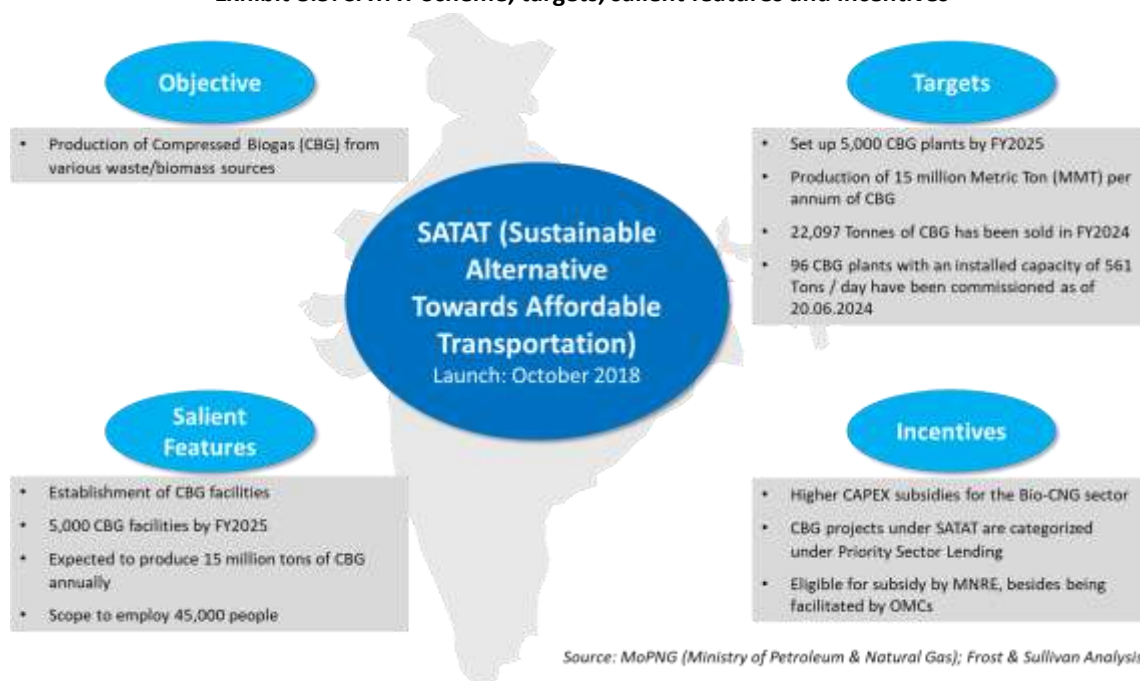 Exhibit Scheme, targets, salient features and incentives
Objective
• Production of Compressed Biogas (CBG) from
various waste/biomass sources
Targets
• Set up 5,000 CBG plants by FY2025
• Production of 15 million Metric Ton (MMT) per
annum of CBG
• 22,097 Tonnes of CBG has been sold in FY2024
• 96 CBG plants with an installed capacity of 561
Tons / day have been commissioned as of
20.06.2024
SATAT (Sustainable
Alternative
Towards Affordable
Transportation)
Launch: October 2018
Salient
Features
• Establishment of CBG facilities
• 5,000 CBG facilities by FY2025
• Expected to produce 15 million tons of CBG
annually
• Scope to employ 45,000 people
Incentives
• Higher CAPEX subsidies for the Bio-CNG sector
• CBG projects under SATAT are categorized
under Priority Sector Lending
• Eligible for subsidy by MNRE, besides being
facilitated by OMCs
Source: MoPNG (Ministry of Petroleum & Natural Gas); Frost & Sullivan Analysis